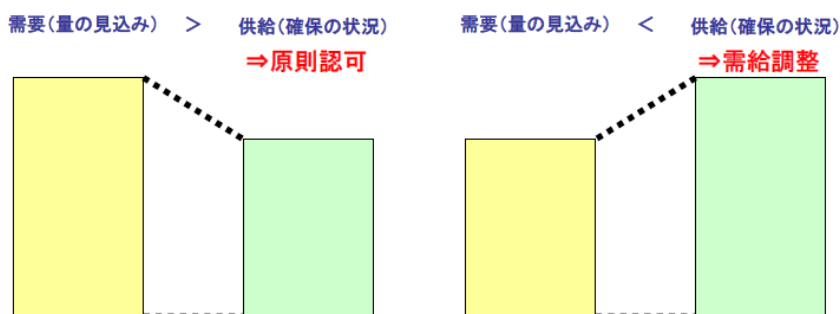 需要(量の見込み) > 供給(確保の状況)
⇒原則認可
需要(量の見込み) < 供給(確保の状況)
⇒需給調整